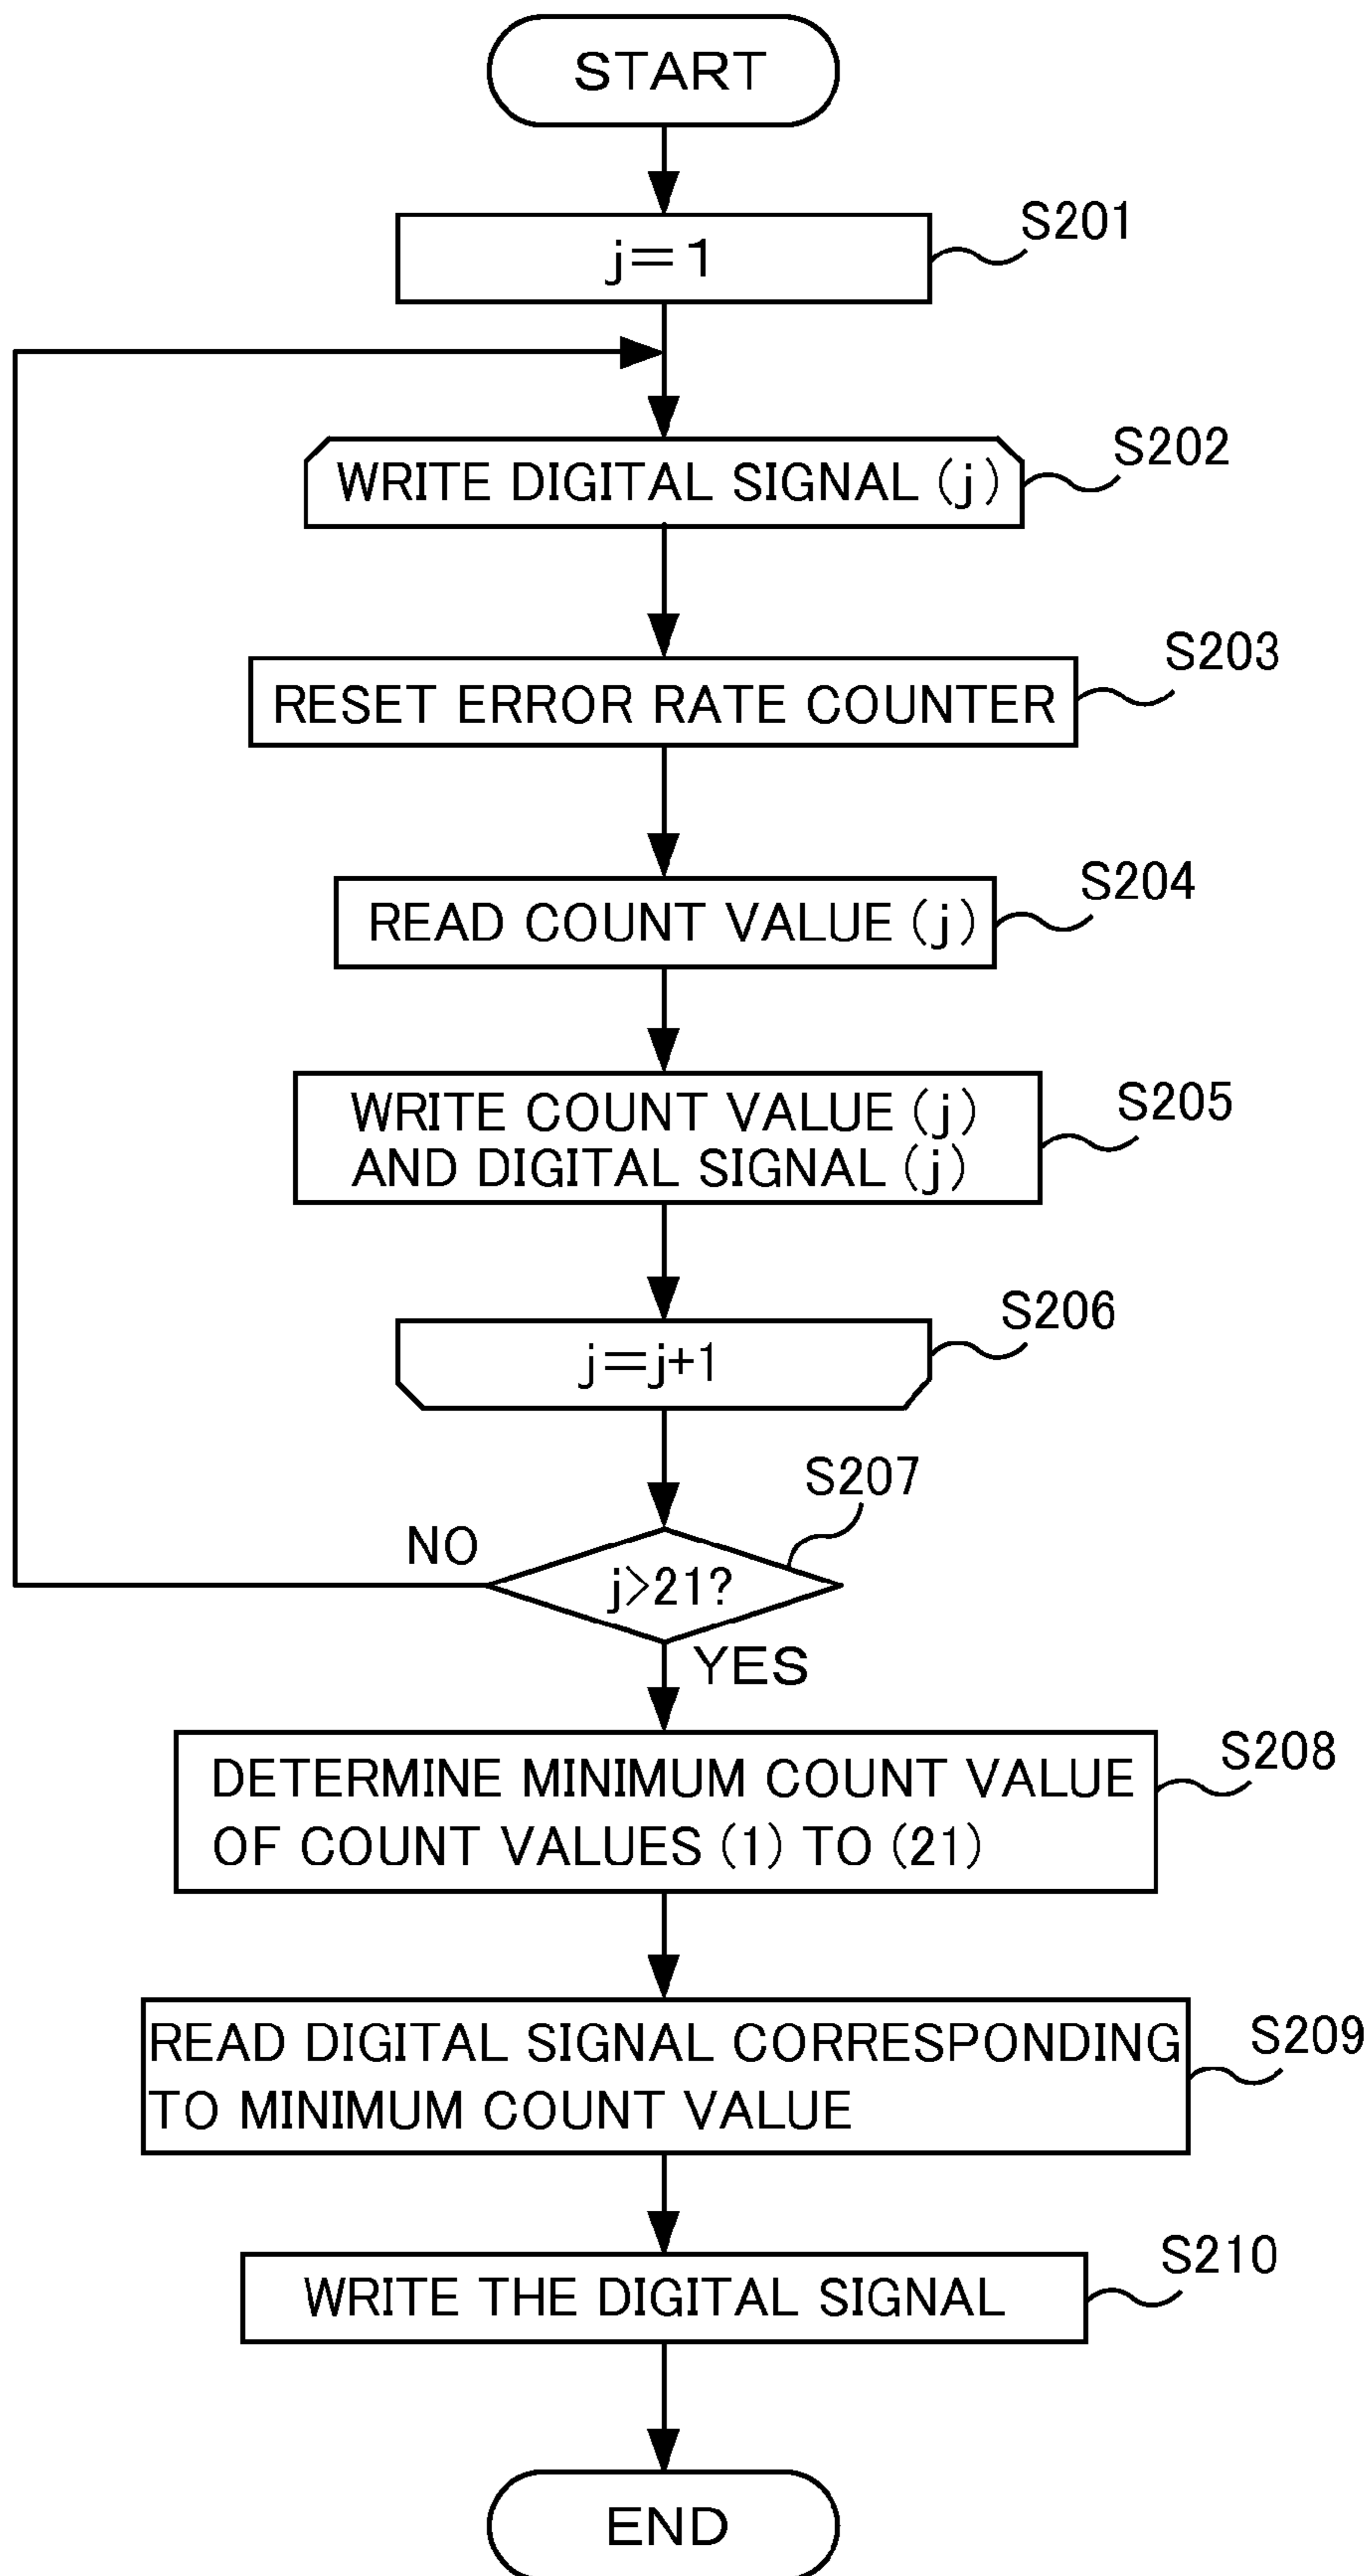 START
j=1
S201
WRITE DIGITAL SIGNAL (j)
S202
RESET ERROR RATE COUNTER
S203
READ COUNT VALUE (j)
S204
WRITE COUNT VALUE (j)
AND DIGITAL SIGNAL (j)
S205
j=j+1
S206
S207
NO
j>21?
YES
DETERMINE MINIMUM COUNT VALUE
OF COUNT VALUES (1) TO (21)
S208
READ DIGITAL SIGNAL CORRESPONDING
TO MINIMUM COUNT VALUE
S209
WRITE THE DIGITAL SIGNAL
S210
END